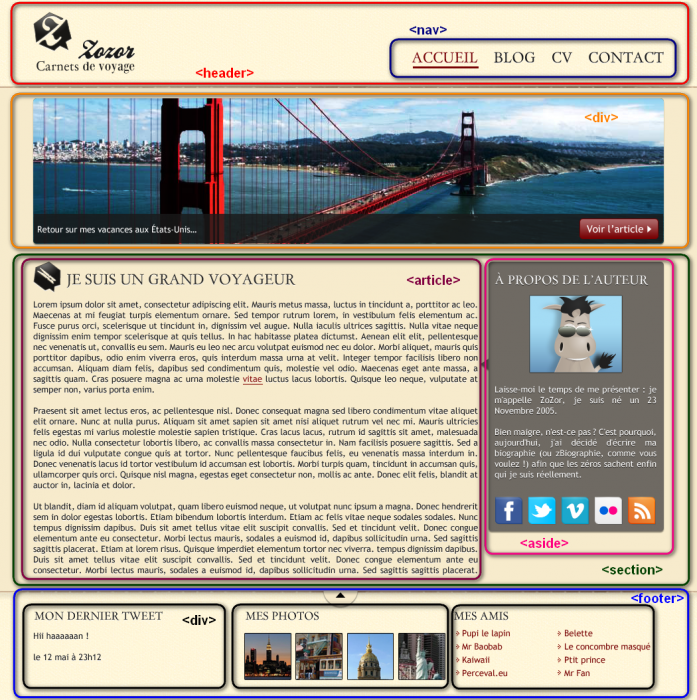 Zozor
Carnets de voyage
<header>
<nav>
ACCUEIL BLOG CV CONTACT
<div>
Retour sur mes vacances aux États-Unis...
Voir l'article
JE SUIS UN GRAND VOYAGEUR
<article>
Lorem ipsum dolor sit amet, consectetur adipiscing elit. Mauris metus massa, luctus in tincidunt a, porttitor ac leo.
Maecenas at mi feugiat turpis elementum ornare. Sed tempor rutrum lorem, in vestibulum felis elementum ac.
Fusce purus orci, scelerisque ut tincidunt in, dignissim vel augue. Nulla iaculis ultrices sagittis. Nulla vitae neque
dignissim enim tempor scelerisque at quis tellus. In hac habitasse platea dictumst. Aenean elit elit, pellentesque
nec venenatis ut, convallis eu sem. Mauris eu leo nec arcu volutpat euismod nec eu dolor. Morbi aliquet, mauris quis
porttitor dapibus, odio enim viverra eros, quis interdum massa urna at velit. Integer tempor facilisis libero non
accumsan. Aliquam diam felis, dapibus sed condimentum quis, molestie vel odio. Maecenas eget ante massa, a
sagittis quam. Cras posuere magna ac urna molestie vitae luctus lacus lobortis. Quisque leo neque, vulputate at
semper non, varius porta enim.
Praesent sit amet lectus eros, ac pellentesque nisl. Donec consequat magna sed libero condimentum vitae aliquet
elit ornare. Nunc at nulla purus. Aliquam sit amet sapien sit amet nisi aliquet rutrum vel nec mi. Mauris ultricies
felis egestas mi varius molestie molestie sapien tristique. Cras lacus lacus, rutrum id sagittis sit amet, malesuada
nec odio. Nulla consectetur lobortis libero, ac convallis massa consectetur in. Nam facilisis posuere sagittis. Sed a
ligula id dui vulputate congue quis at tortor. Nunc pellentesque faucibus felis, eu venenatis massa interdum in.
Donec venenatis lacus id tortor vestibulum id accumsan est lobortis. Morbi turpis quam, tincidunt in accumsan quis,
ullamcorper quis orci. Quisque nisl magna, egestas eget consectetur non, mollis ac ante. Donec elit felis, blandit at
auctor in, lacinia et dolor.
Ut blandit, diam id aliquam volutpat, quam libero euismod neque, ut volutpat nunc ipsum a magna. Donec hendrerit
sem in dolor egestas lobortis. Etiam bibendum lobortis interdum. Etiam ac felis vitae neque sodales sodales. Nunc
tempus dignissim dapibus. Duis sit amet tellus vitae elit suscipit convallis. Sed et tincidunt velit. Donec congue
elementum ante eu consectetur. Morbi lectus mauris, sodales a euismod id, dapibus sollicitudin urna. Sed sagittis
sagittis placerat. Etiam at lorem risus. Quisque imperdiet elementum tortor nec viverra. tempus dignissim dapibus.
Duis sit amet tellus vitae elit suscipit convallis. Sed et tincidunt velit. Donec congue elementum ante eu
consectetur. Morbi lectus mauris, sodales a euismod id, dapibus sollicitudin urna. Sed sagittis sagittis placerat.
À PROPOS DE L'AUTEUR
Laisse-moi le temps de me présenter : je
m'appelle ZoZor, je suis né un 23
Novembre 2005.
Bien maigre, n'est-ce pas ? C'est pourquoi,
aujourd'hui, j'ai décidé d'écrire ma
biographie (ou zBiographie, comme vous
voulez !) afin que les zéros sachent enfin
qui je suis réellement.
<aside>
<section>
<footer>
MON DERNIER TWEET
<div>
Hii haaaaaan !
le 12 mai à 23h12
MES PHOTOS
MES AMIS
Pupi le lapin
Mr Baobab
Kaiwaii
Perceval.eu
Belette
Le concombre masqué
Ptit prince
Mr Fan